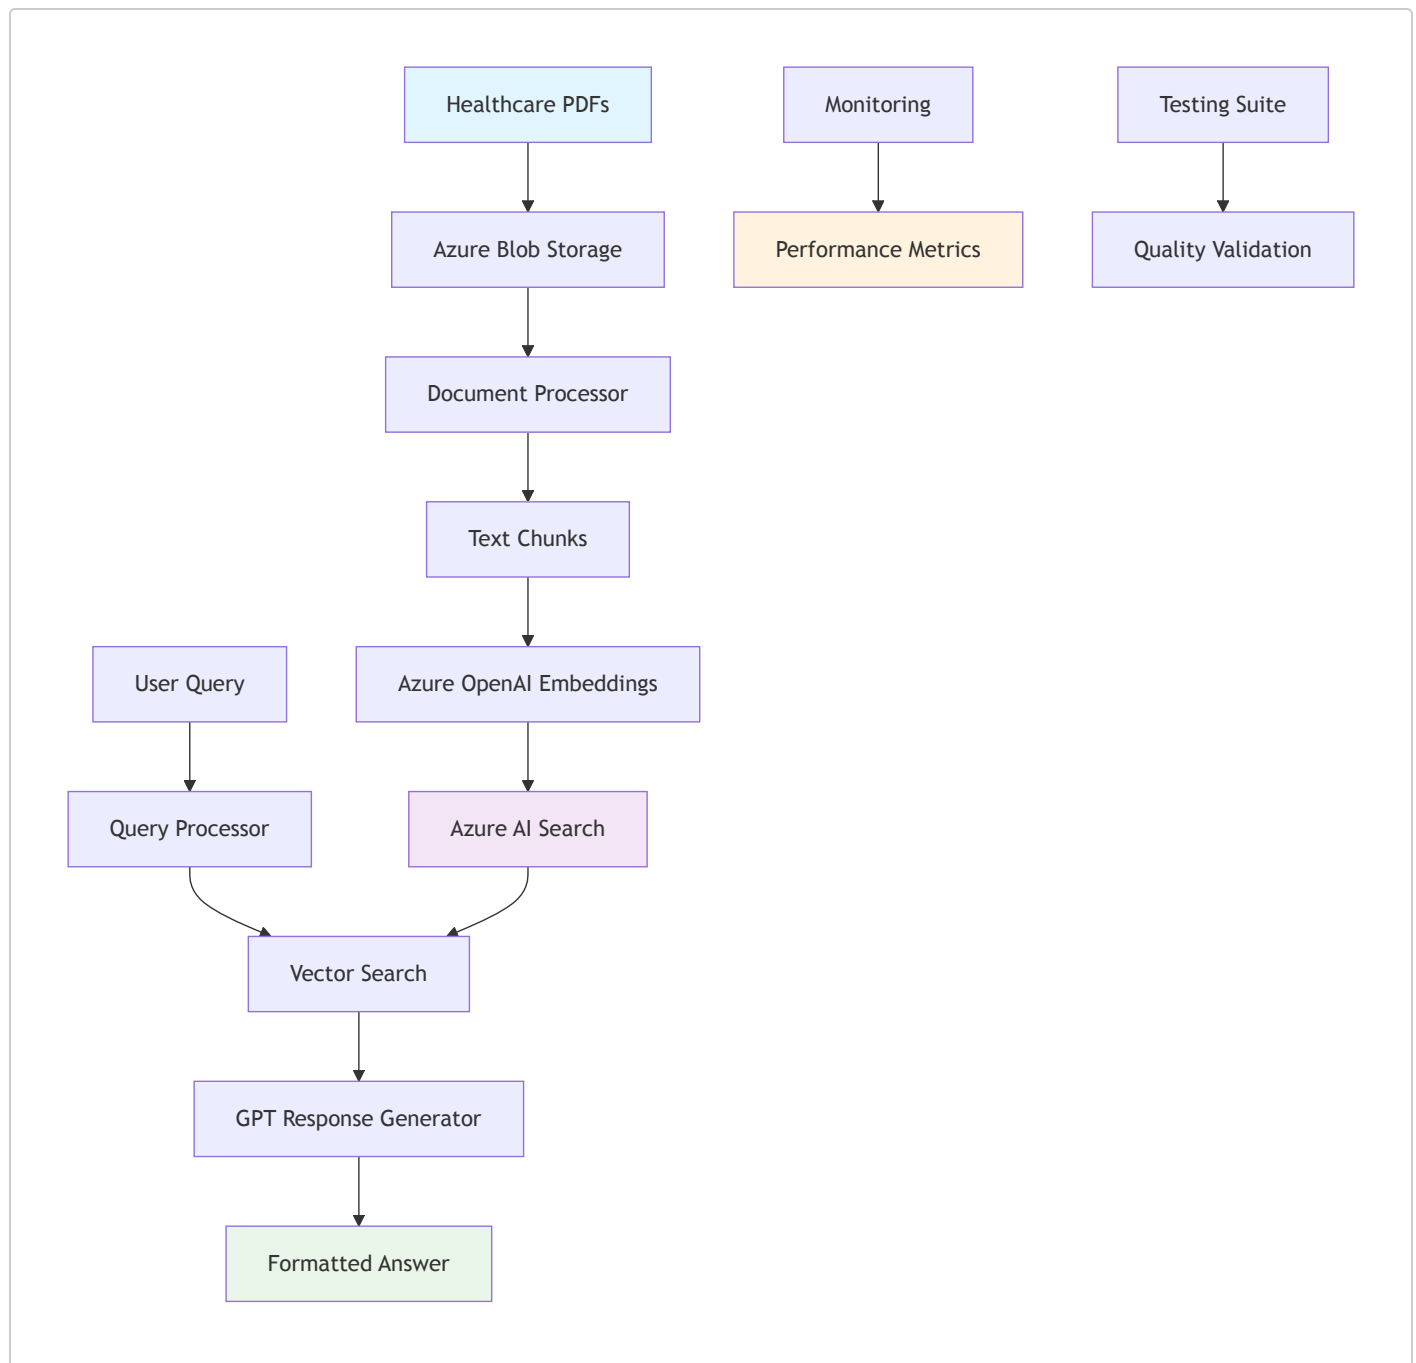 Healthcare PDFs
Monitoring
Testing Suite
Azure Blob Storage
Performance Metrics
Quality Validation
Document Processor
Text Chunks
User Query
Azure OpenAI Embeddings
Query Processor
Azure AI Search
Vector Search
GPT Response Generator
Formatted Answer